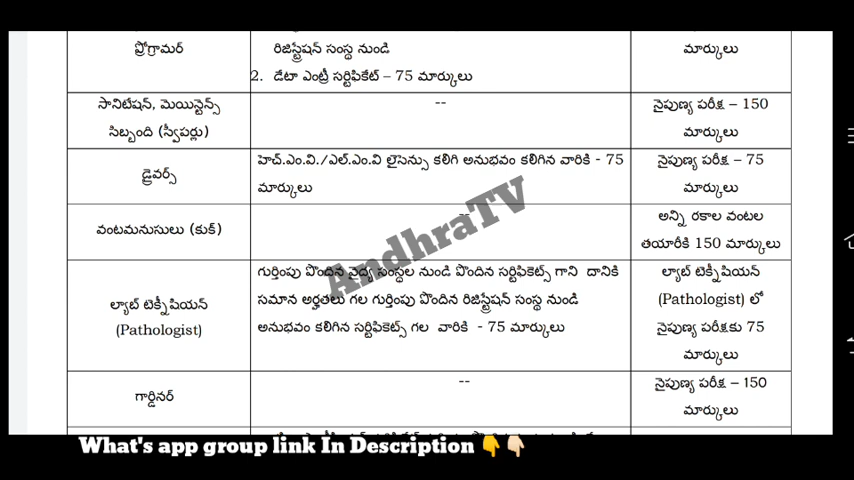 ప్రోగ్రామర్
రిజిస్ట్రేషన్ సంస్థ నుండి
2. డేటా ఎంట్రీ సర్టిఫికేట్ – 75 మార్కులు
మార్కులు
సానిటేషన్, మెయింటైన్స్
సిబ్బంది (స్వీపర్లు)
--
నైపుణ్య పరీక్ష – 150
మార్కులు
డ్రైవర్స్
హెచ్.ఎం.వి./ఎల్.ఎం.వి లైసెన్సు కలిగి అనుభవం కలిగిన వారికి - 75
మార్కులు
నైపుణ్య పరీక్ష – 75
మార్కులు
వంటమనుసులు (కుక్)
--
అన్ని రకాల వంటల
తయారీకి 150 మార్కులు
ల్యాబ్ టెక్నీషియన్
(Pathologist)
గుర్తింపు పొందిన వైద్య సంస్థల నుండి పొందిన సర్టిఫికెట్స్ గాని దానికి
సమాన అర్హతలు గల గుర్తింపు పొందిన రిజిస్ట్రేషన్ సంస్థ నుండి
అనుభవం కలిగిన సర్టిఫికెట్స్ గల వారికి - 75 మార్కులు
ల్యాబ్ టెక్నీషియన్
(Pathologist) లో
నైపుణ్య పరీక్షకు 75
మార్కులు
గార్డినర్
--
నైపుణ్య పరీక్ష – 150
మార్కులు
AndhraTV
What's app group link In Description 👇👇🏻